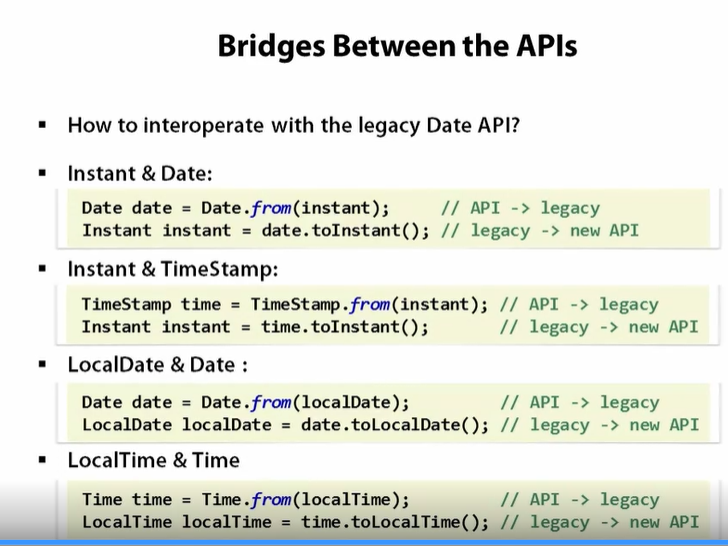 Bridges Between the APIs
▪ How to interoperate with the legacy Date API?
▪ Instant & Date:
Date date = Date.from(instant); // API -> legacy
Instant instant = date.toInstant(); // legacy -> new API
▪ Instant & TimeStamp:
TimeStamp time = TimeStamp.from(instant); // API -> legacy
Instant instant = time.toInstant(); // legacy -> new API
▪ LocalDate & Date :
Date date = Date.from(localDate); // API -> legacy
LocalDate localDate = date.toLocalDate(); // legacy -> new API
▪ LocalTime & Time
Time time = Time.from(localTime); // API -> legacy
LocalTime localTime = time.toLocalTime(); // legacy -> new API